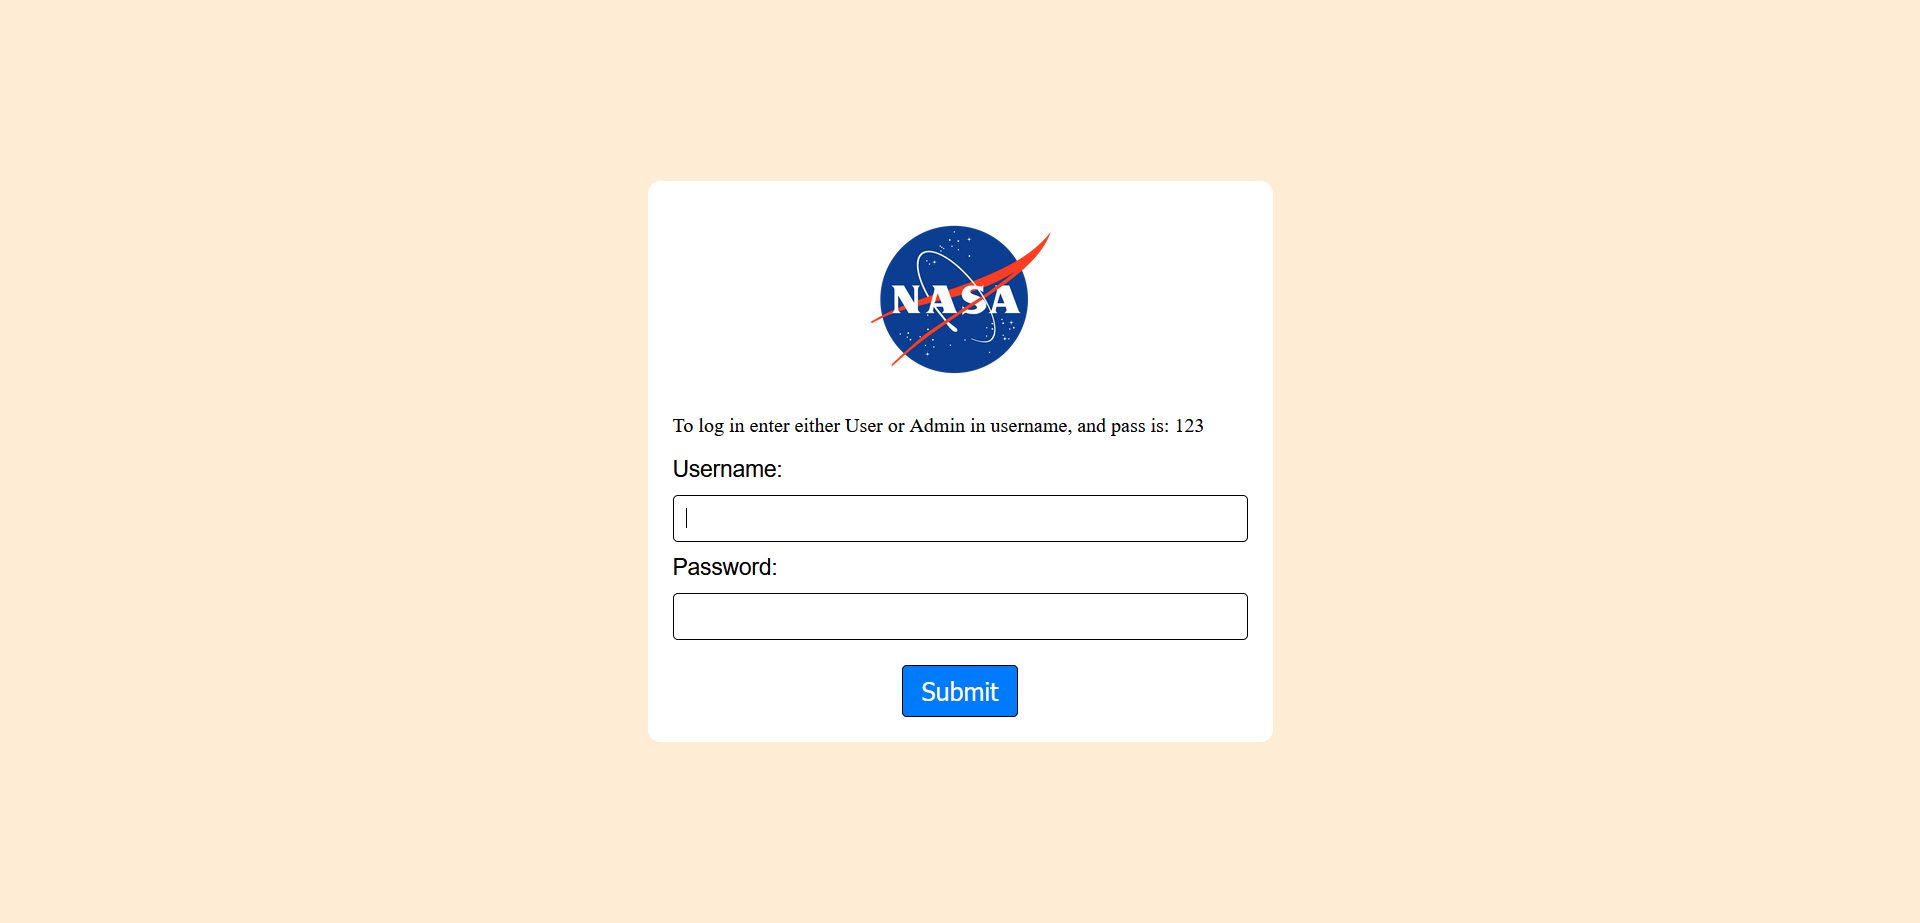 NASA
To log in enter either User or Admin in username, and pass is: 123
Username:
Password:
Submit